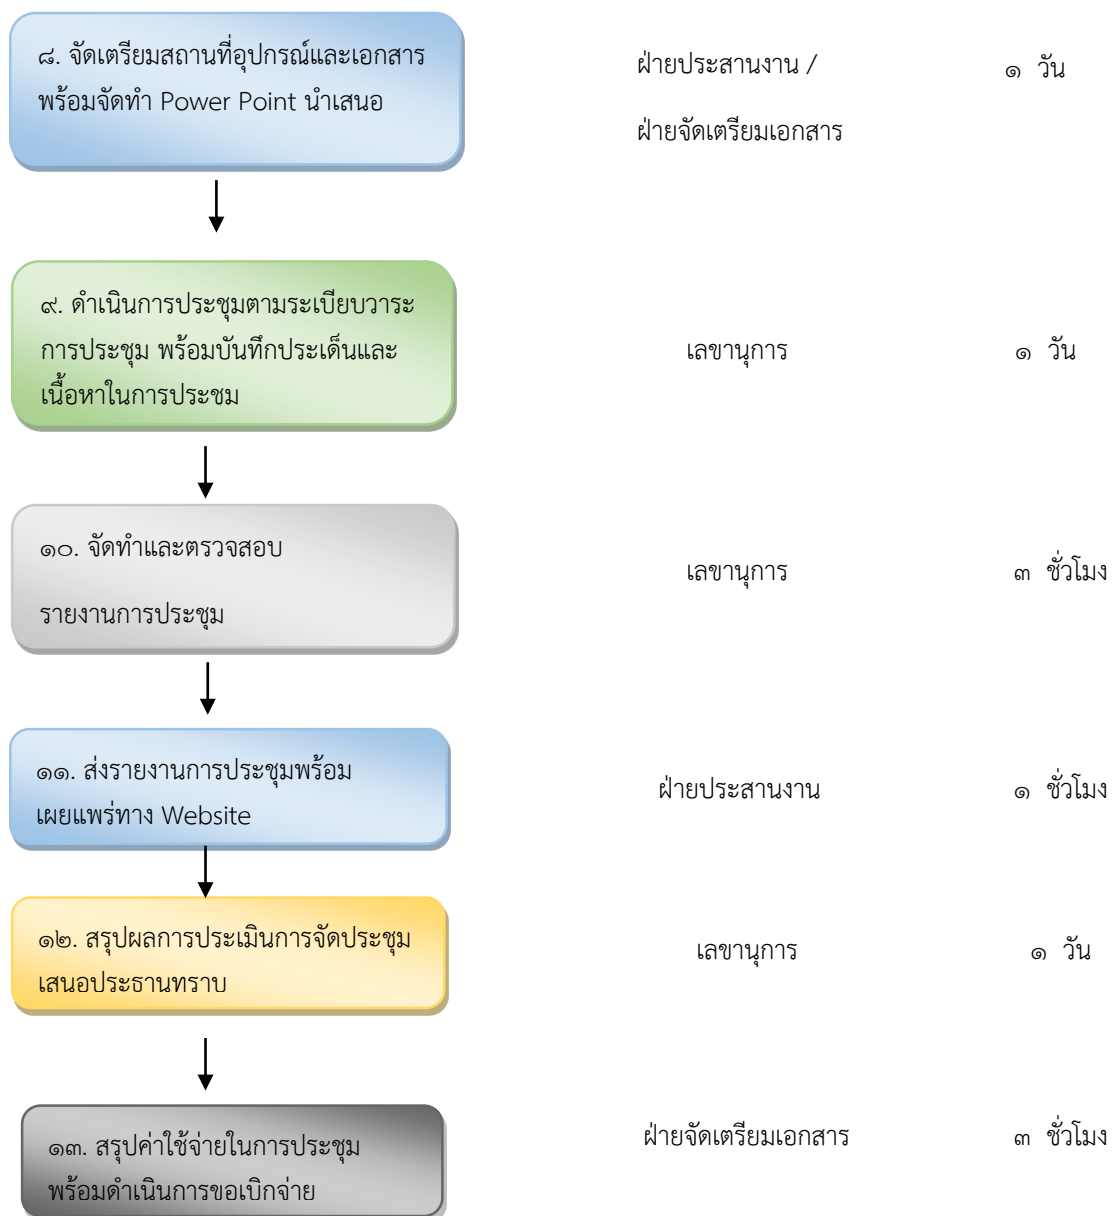 ๘. จัดเตรียมสถานที่อุปกรณ์และเอกสาร
พร้อมจัดทำ Power Point นำเสนอ
ฝ่ายประสานงาน /
ฝ่ายจัดเตรียมเอกสาร
๑ วัน
๙. ดำเนินการประชุมตามระเบียบวาระ
การประชุม พร้อมบันทึกประเด็นและ
เนื้อหาในการประชม
เลขานุการ
๑ วัน
๑๐. จัดทำและตรวจสอบ
รายงานการประชุม
เลขานุการ
๓ ชั่วโมง
๑๑. ส่งรายงานการประชุมพร้อม
เผยแพร่ทาง Website
ฝ่ายประสานงาน
๑ ชั่วโมง
๑๒. สรุปผลการประเมินการจัดประชุม
เสนอประธานทราบ
เลขานุการ
๑ วัน
๑๓. สรุปค่าใช้จ่ายในการประชุม
พร้อมดำเนินการขอเบิกจ่าย
ฝ่ายจัดเตรียมเอกสาร
๓ ชั่วโมง